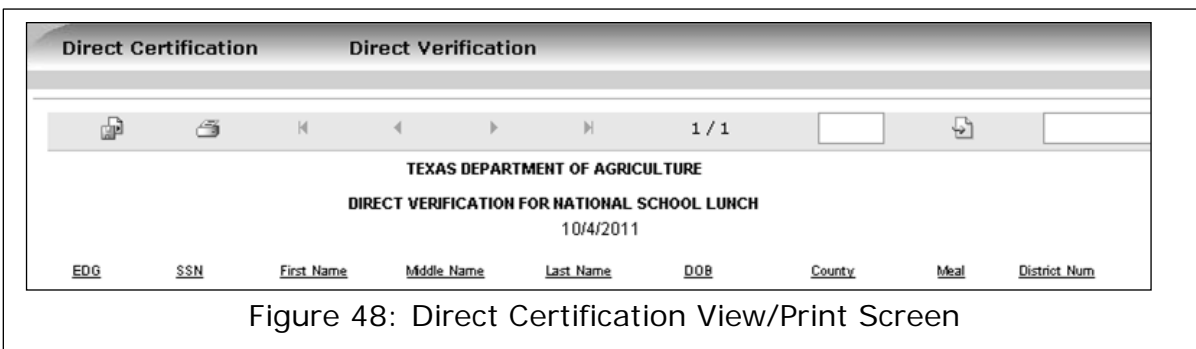 Direct Certification Direct Verification
1 / 1
TEXAS DEPARTMENT OF AGRICULTURE
DIRECT VERIFICATION FOR NATIONAL SCHOOL LUNCH
10/4/2011
EDG SSN First Name Middle Name Last Name DOB County Meal District Num
Figure 48: Direct Certification View/Print Screen